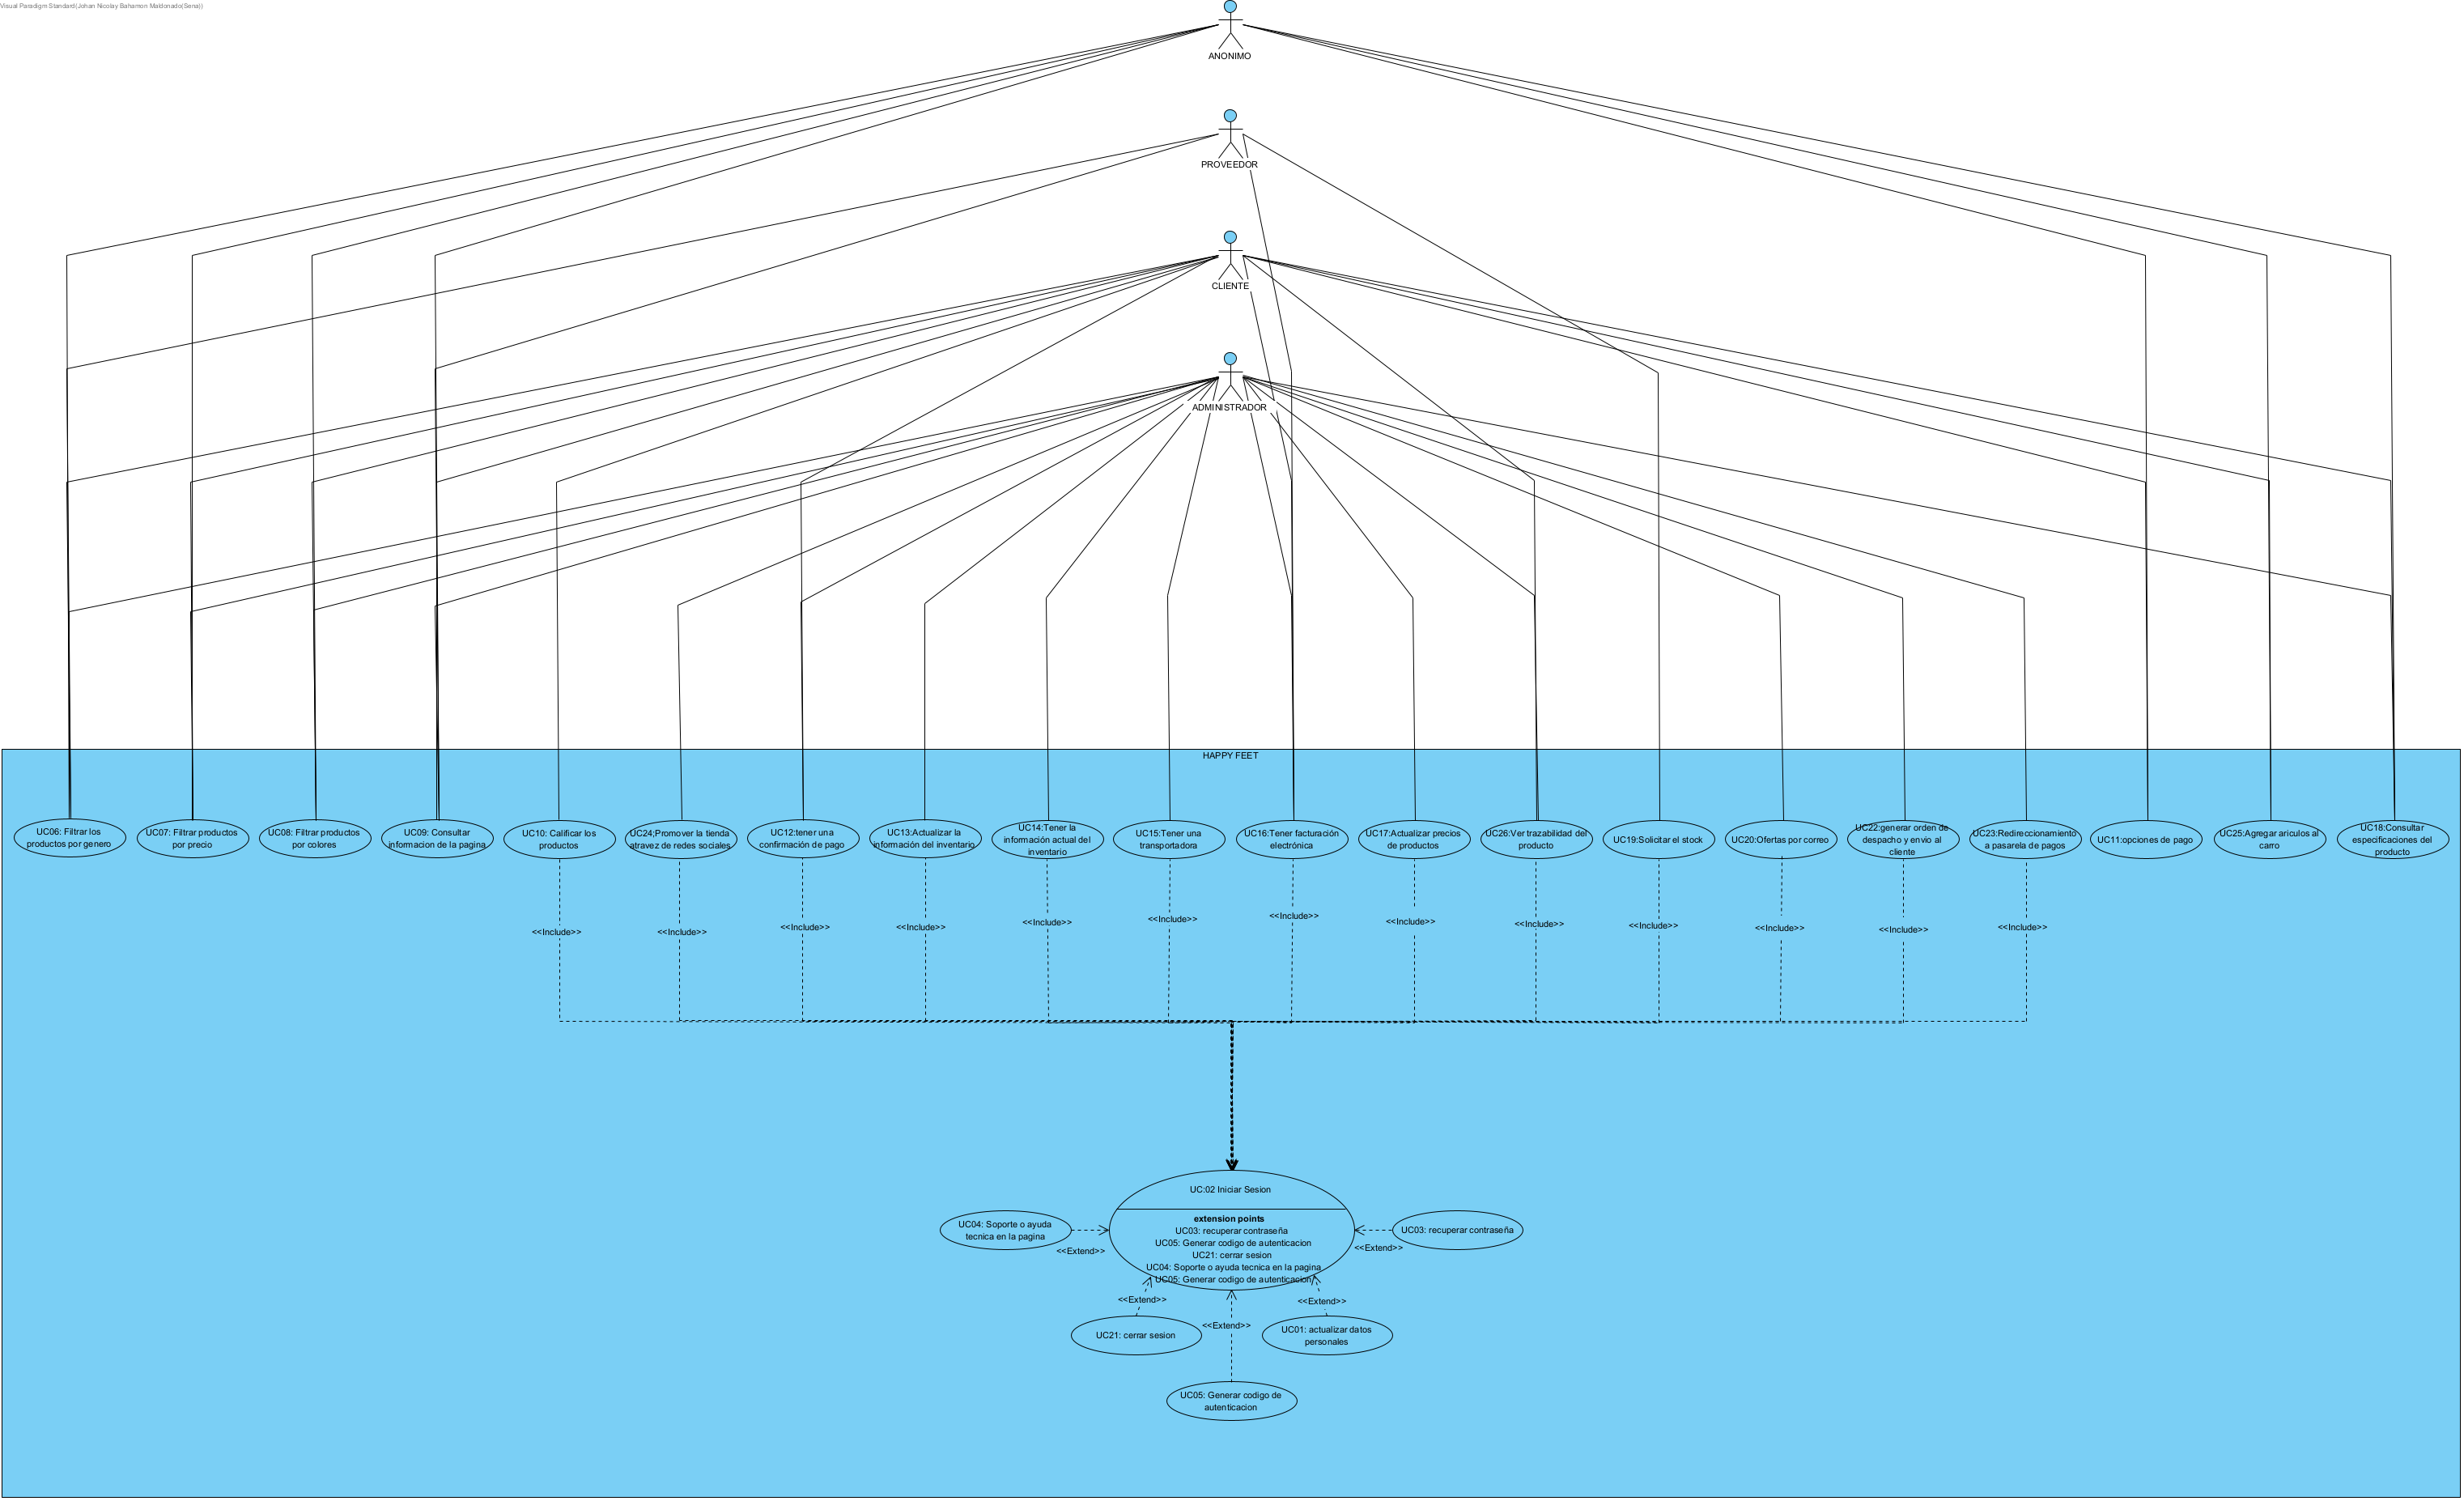 Visual Paradigm Standard(Johan Nicolay Bahamon Maldonado(Sena))
ANONIMO
PROVEEDOR
CLIENTE
ADMINISTRADOR
HAPPY FEET
UC06: Filtrar los
productos por genero
UC07: Filtrar productos
por precio
UC08: Filtrar productos
por colores
UC09: Consultar
informacion de la pagina
UC10: Calificar los
productos
UC24;Promover la tienda
atravez de redes sociales
UC12:tener una
confirmación de pago
UC13:Actualizar la
información del inventario
UC14:Tener la
información actual del
inventario
UC15:Tener una
transportadora
UC16:Tener facturación
electrónica
UC17:Actualizar precios
de productos
UC26:Ver trazabilidad del
producto
UC19:Solicitar el stock
UC20:Ofertas por correo
UC22:generar orden de
despacho y envio al
cliente
UC23:Redireccionamiento
a pasarela de pagos
UC11:opciones de pago
UC25:Agregar ariculos al
carro
UC18:Consultar
especificaciones del
producto
<<Include>>
<<Include>>
<<Include>>
<<Include>>
<<Include>>
<<Include>>
<<Include>>
<<Include>>
<<Include>>
<<Include>>
<<Include>>
<<Include>>
<<Include>>
UC:02 Iniciar Sesion
extension points
UC03: recuperar contraseña
UC05: Generar codigo de autenticacion
UC21: cerrar sesion
UC04: Soporte o ayuda tecnica en la pagina
UC05: Generar codigo de autenticacion
UC04: Soporte o ayuda
tecnica en la pagina
<<Extend>>
UC03: recuperar contraseña
<<Extend>>
<<Extend>>
<<Extend>>
<<Extend>>
UC21: cerrar sesion
UC01: actualizar datos
personales
UC05: Generar codigo de
autenticacion